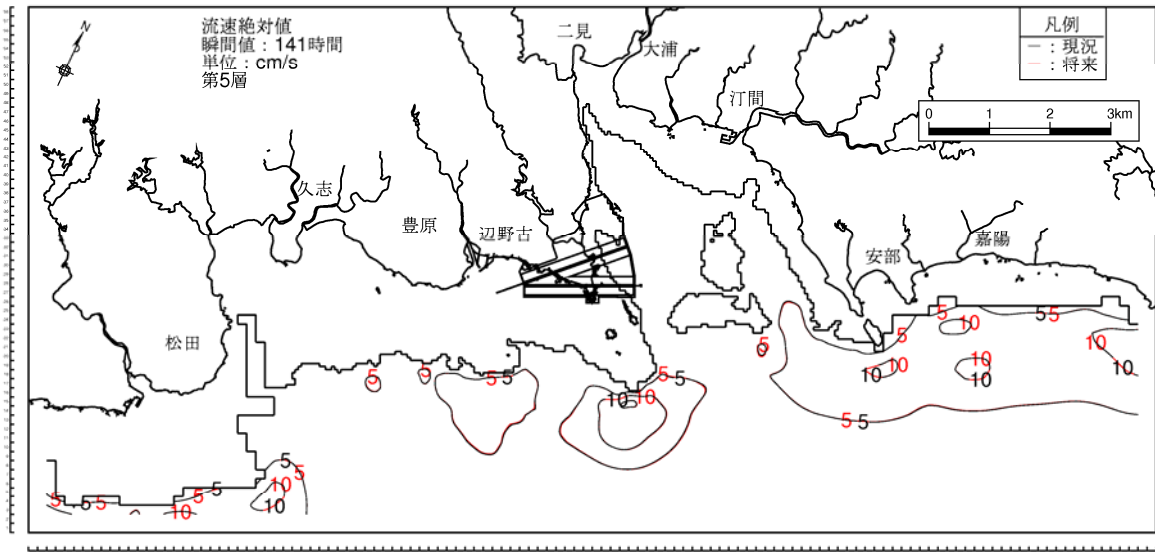 流速絶対値
瞬間値：141時間
単位：cm/s
第5層
N
凡例
－：現況
－：将来
0 1 2 3km
二見
大浦
汀間
久志
豊原
辺野古
安部
嘉陽
松田
5 10 5 5 10
5 10 10
10 10 10
5 5 5 5 5 5
10 10
5 5
5 5 10 10
5 5 5 5 10